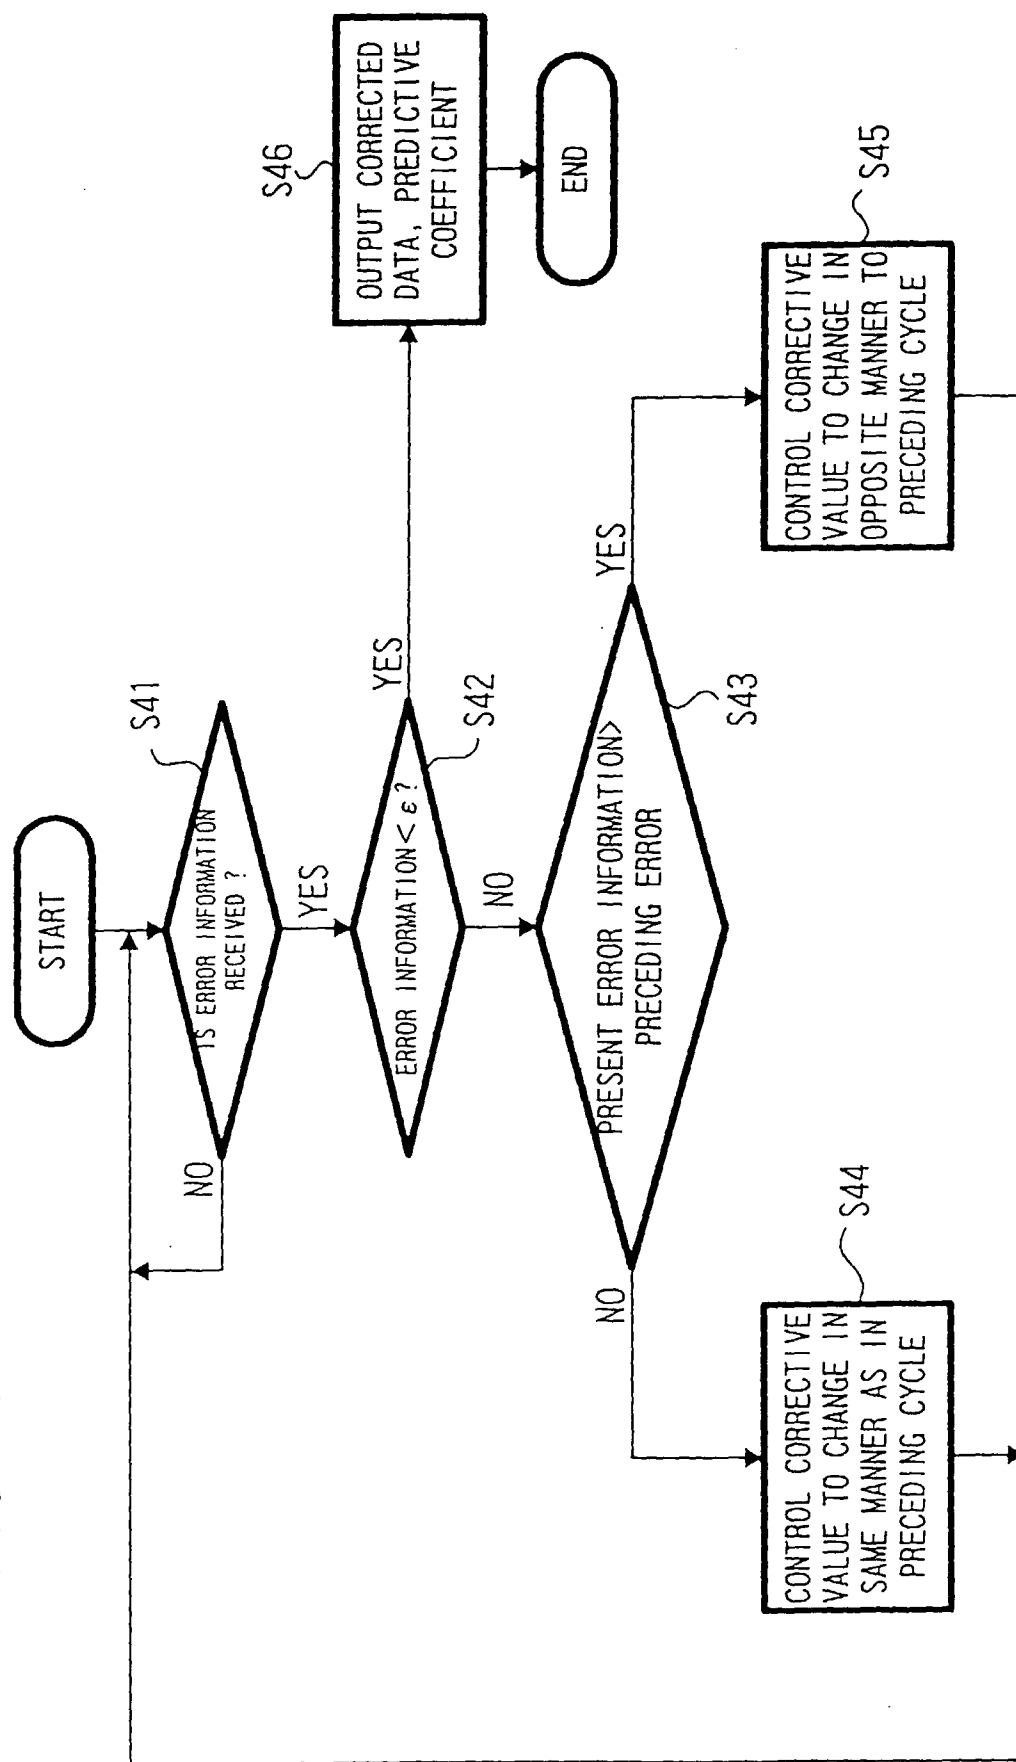 START
IS ERROR INFORMATION
RECEIVED ?
S41
NO
YES
ERROR INFORMATION< ε ?
S42
YES
NO
S46
OUTPUT CORRECTED
DATA, PREDICTIVE
COEFFICIENT
END
PRESENT ERROR INFORMATION>
PRECEDING ERROR
S43
NO
YES
S44
CONTROL CORRECTIVE
VALUE TO CHANGE IN
SAME MANNER AS IN
PRECEDING CYCLE
S45
CONTROL CORRECTIVE
VALUE TO CHANGE IN
OPPOSITE MANNER TO
PRECEDING CYCLE